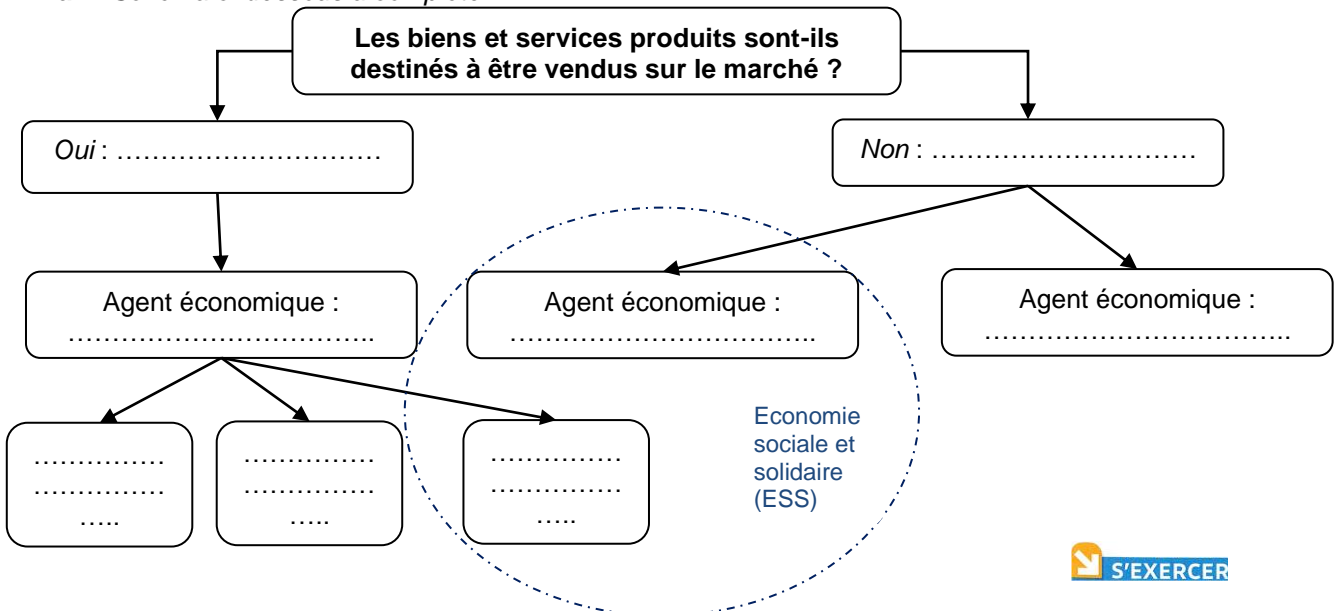 Les biens et services produits sont-ils
destinés à être vendus sur le marché ?
Oui : …………………………
Non : …………………………
Agent économique :
……………………………..
Agent économique :
……………………………..
Agent économique :
……………………………..
……………
……………
…..
……………
……………
…..
……………
……………
…..
Economie
sociale et
solidaire
(ESS)
S'EXERCER